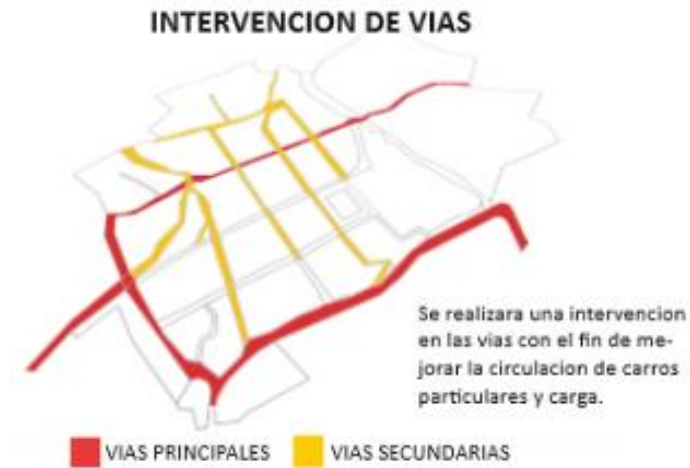 INTERVENCION DE VIAS
Se realizara una intervencion
en las vias con el fin de me-
jorar la circulacion de carros
particulares y carga.
VIAS PRINCIPALES
VIAS SECUNDARIAS